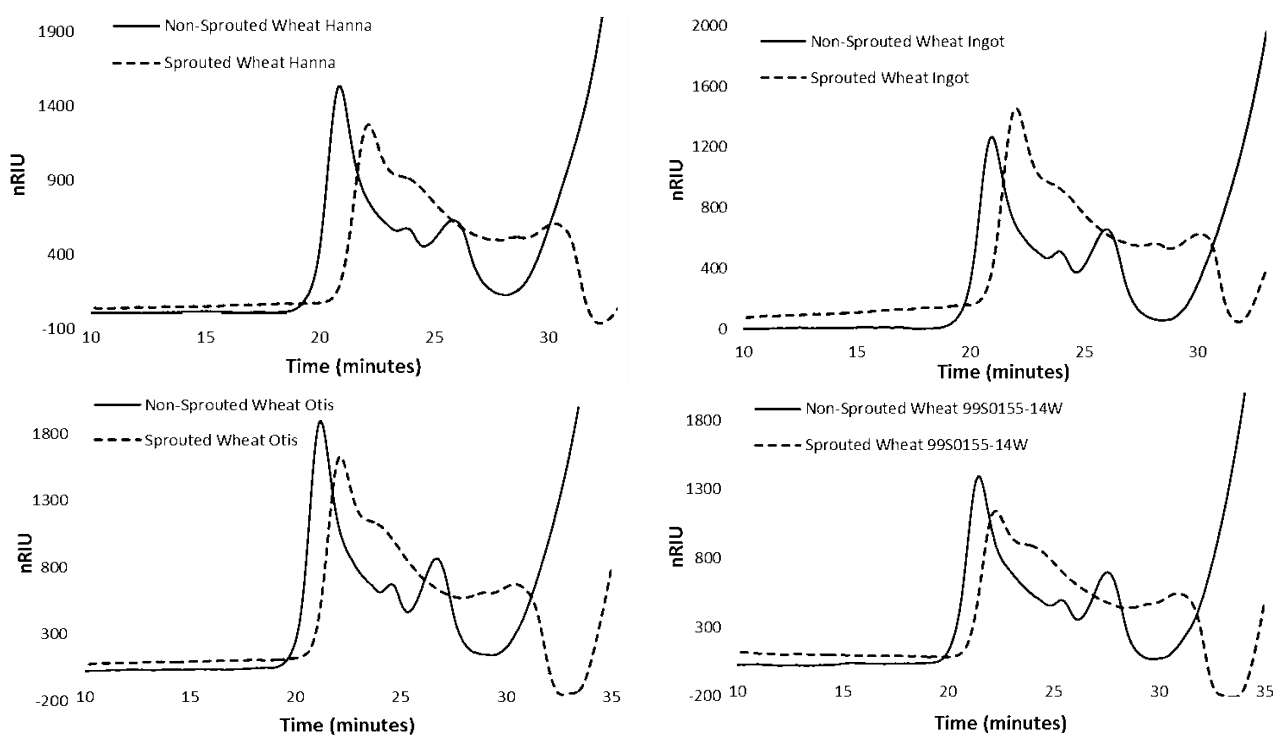 Non-Sprouted Wheat Hanna
Sprouted Wheat Hanna
1900
1400
900
400
-100
nRIU
10 15 20 25 30
Time (minutes)
Non-Sprouted Wheat Ingot
Sprouted Wheat Ingot
2000
1600
1200
800
400
0
nRIU
10 15 20 25 30
Time (minutes)
Non-Sprouted Wheat Otis
Sprouted Wheat Otis
1800
1300
800
300
-200
nRIU
10 15 20 25 30 35
Time (minutes)
Non-Sprouted Wheat 99S0155-14W
Sprouted Wheat 99S0155-14W
1800
1300
800
300
-200
nRIU
10 15 20 25 30 35
Time (minutes)